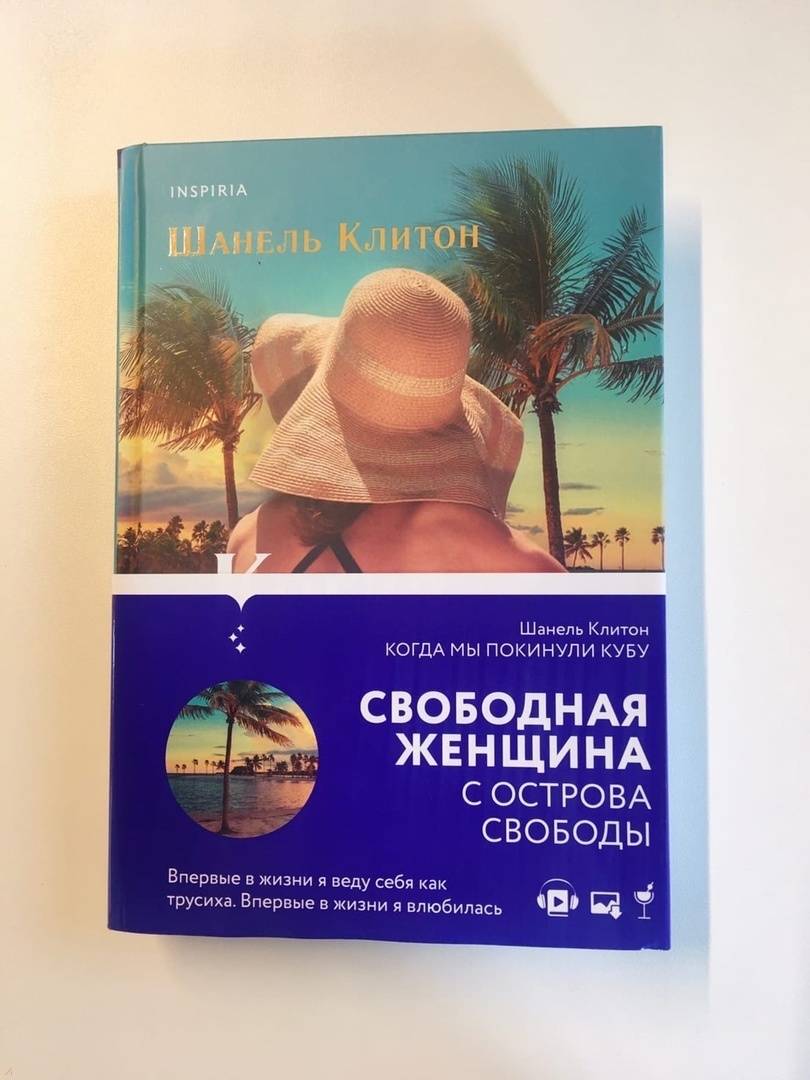 INSPIRIA
Шанель Клитон
К
Шанель Клитон
КОГДА МЫ ПОКИНУЛИ КУБУ
СВОБОДНАЯ
ЖЕНЩИНА
С ОСТРОВА
СВОБОДЫ
Впервые в жизни я веду себя как
трусиха. Впервые в жизни я влюбилась